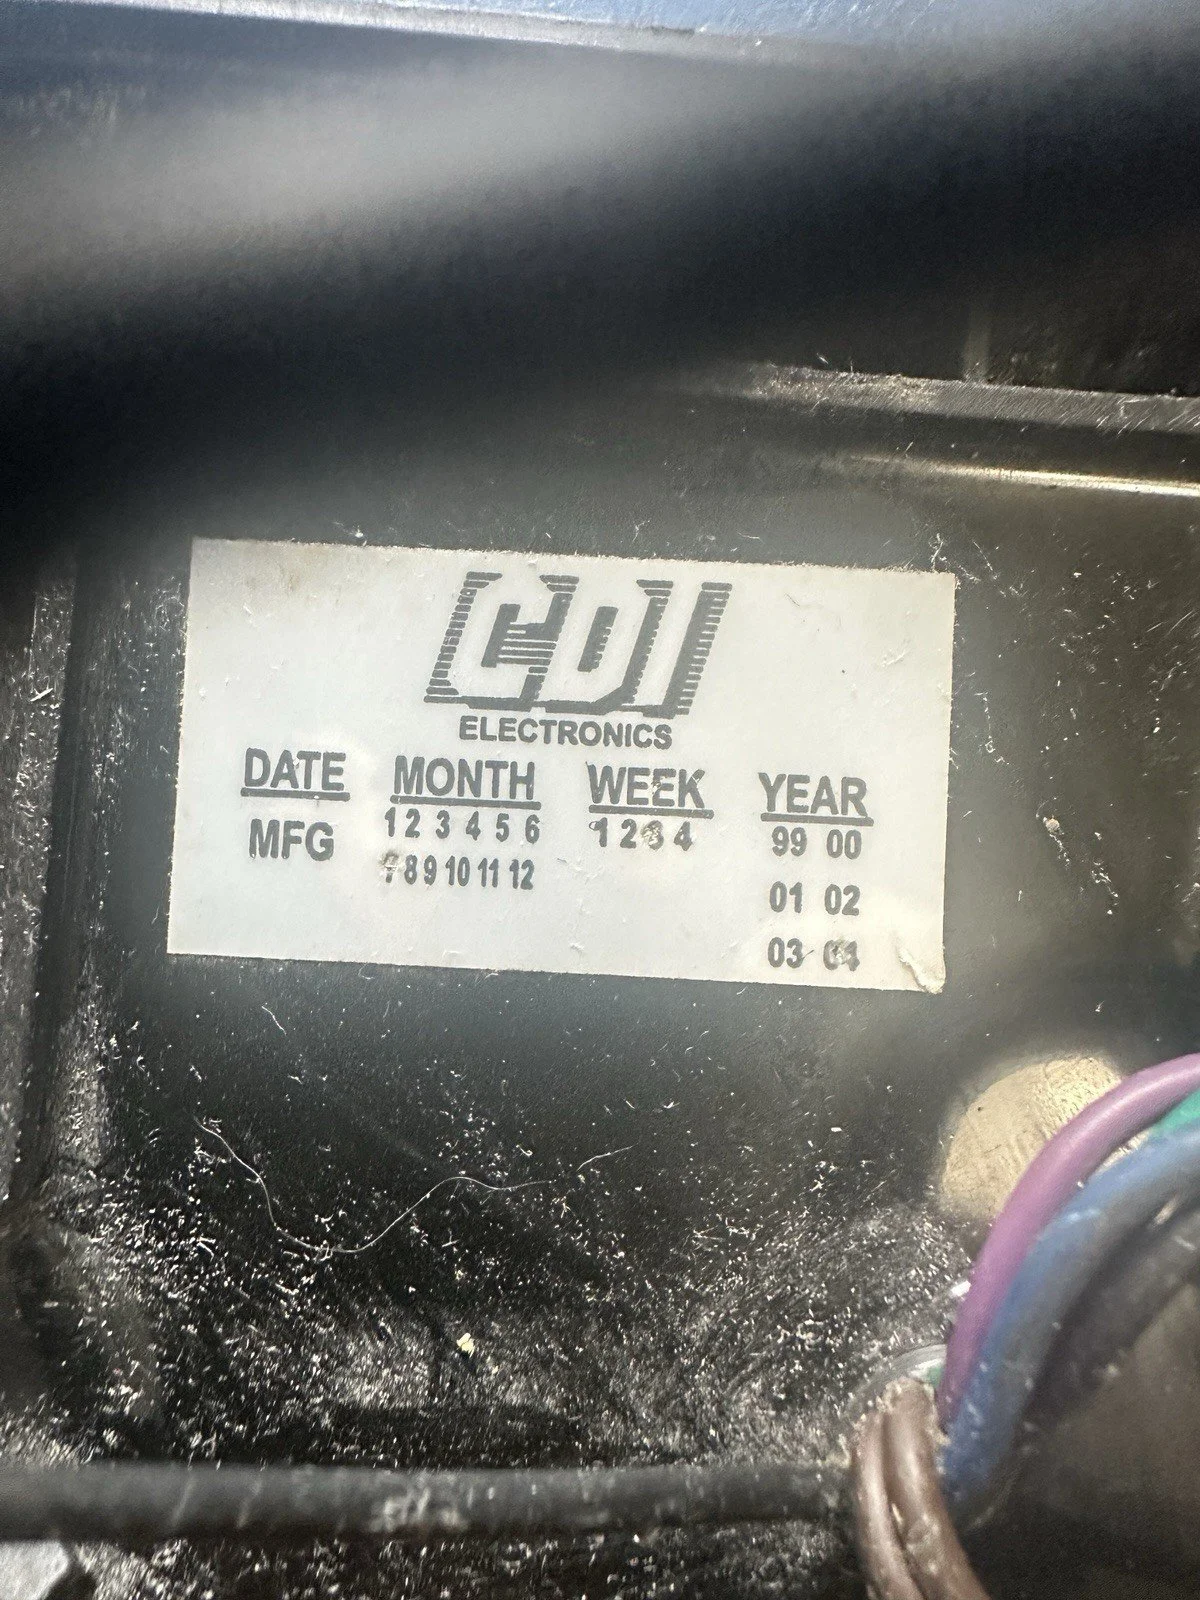 CDI
ELECTRONICS
DATE MONTH WEEK YEAR
MFG 1 2 3 4 5 6 1 2 3 4 99 00
7 8 9 10 11 12
01 02
03 04